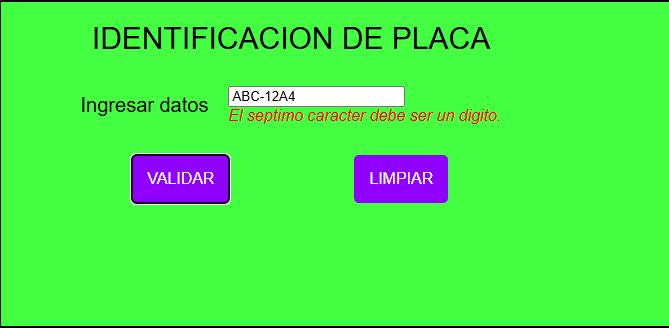 IDENTIFICACION DE PLACA
Ingresar datos ABC-12A4
El septimo caracter debe ser un digito.
VALIDAR LIMPIAR